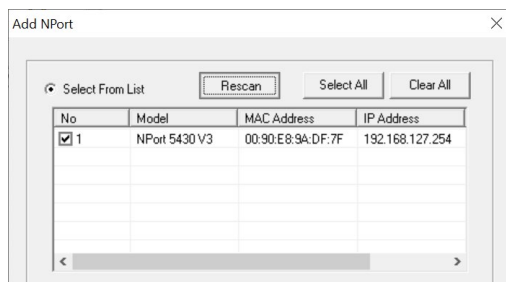 Add NPort
Select From List Rescan Select All Clear All
No Model MAC Address IP Address
1 NPort 5430 V3 00:90:E8:9A:DF:7F 192.168.127.254